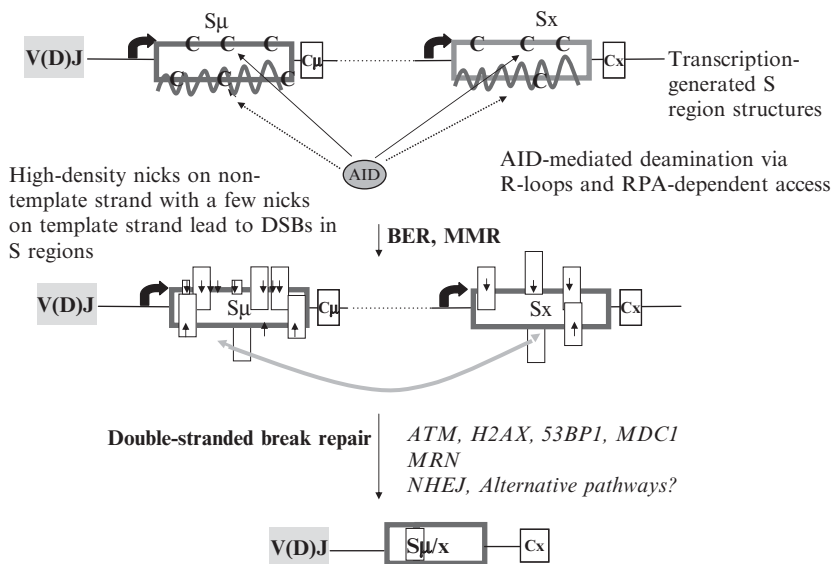 Sμ
Sx
V(D)J
C C C
Cμ
C C C
Cx
C C C
C
Transcription-
generated S
region structures
AID
High-density nicks on non-
template strand with a few nicks
on template strand lead to DSBs in
S regions
AID-mediated deamination via
R-loops and RPA-dependent access
BER, MMR
V(D)J
Sμ
Cμ
Sx
Cx
Double-stranded break repair
ATM, H2AX, 53BP1, MDC1
MRN
NHEJ, Alternative pathways?
V(D)J
Sμ/x
Cx